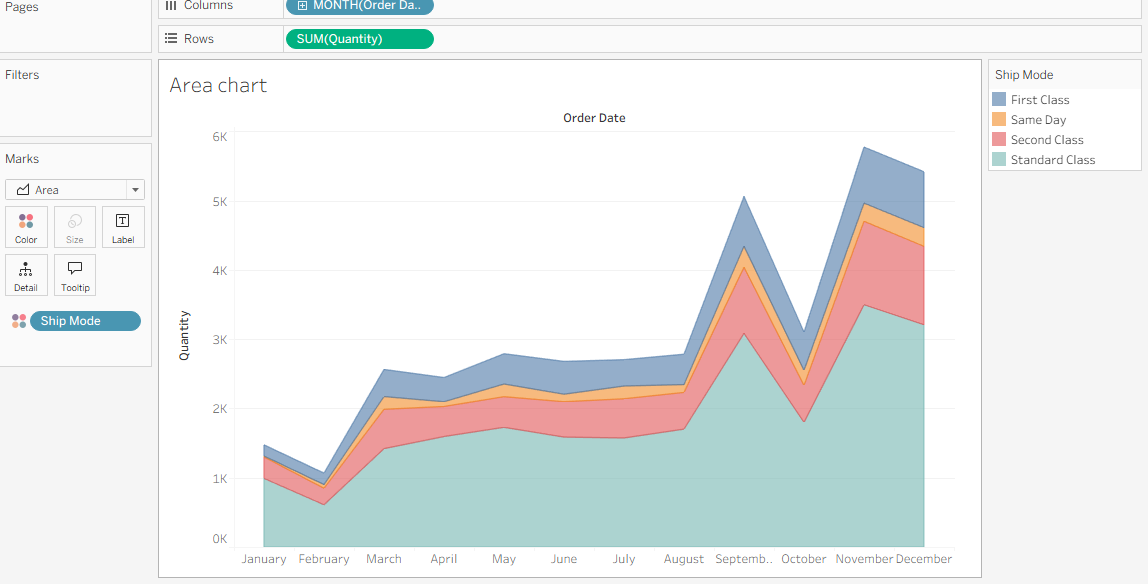 Pages
Columns
MONTH(Order Da..
Rows
SUM(Quantity)
Filters
Marks
Area
Color
Size
Label
Detail
Tooltip
Ship Mode
Area chart
Order Date
Quantity
6K
5K
4K
3K
2K
1K
0K
January February March April May June July August Septemb.. October November December
Ship Mode
First Class
Same Day
Second Class
Standard Class